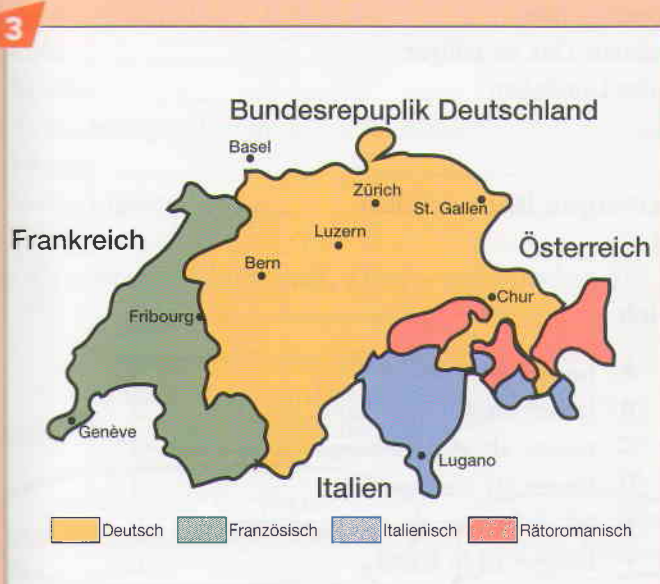 3
Bundesrepuplik Deutschland
Basel
Zürich
St. Gallen
Luzern
Frankreich
Österreich
Bern
Chur
Fribourg
Genève
Lugano
Italien
Deutsch Französisch Italienisch Rätoromanisch